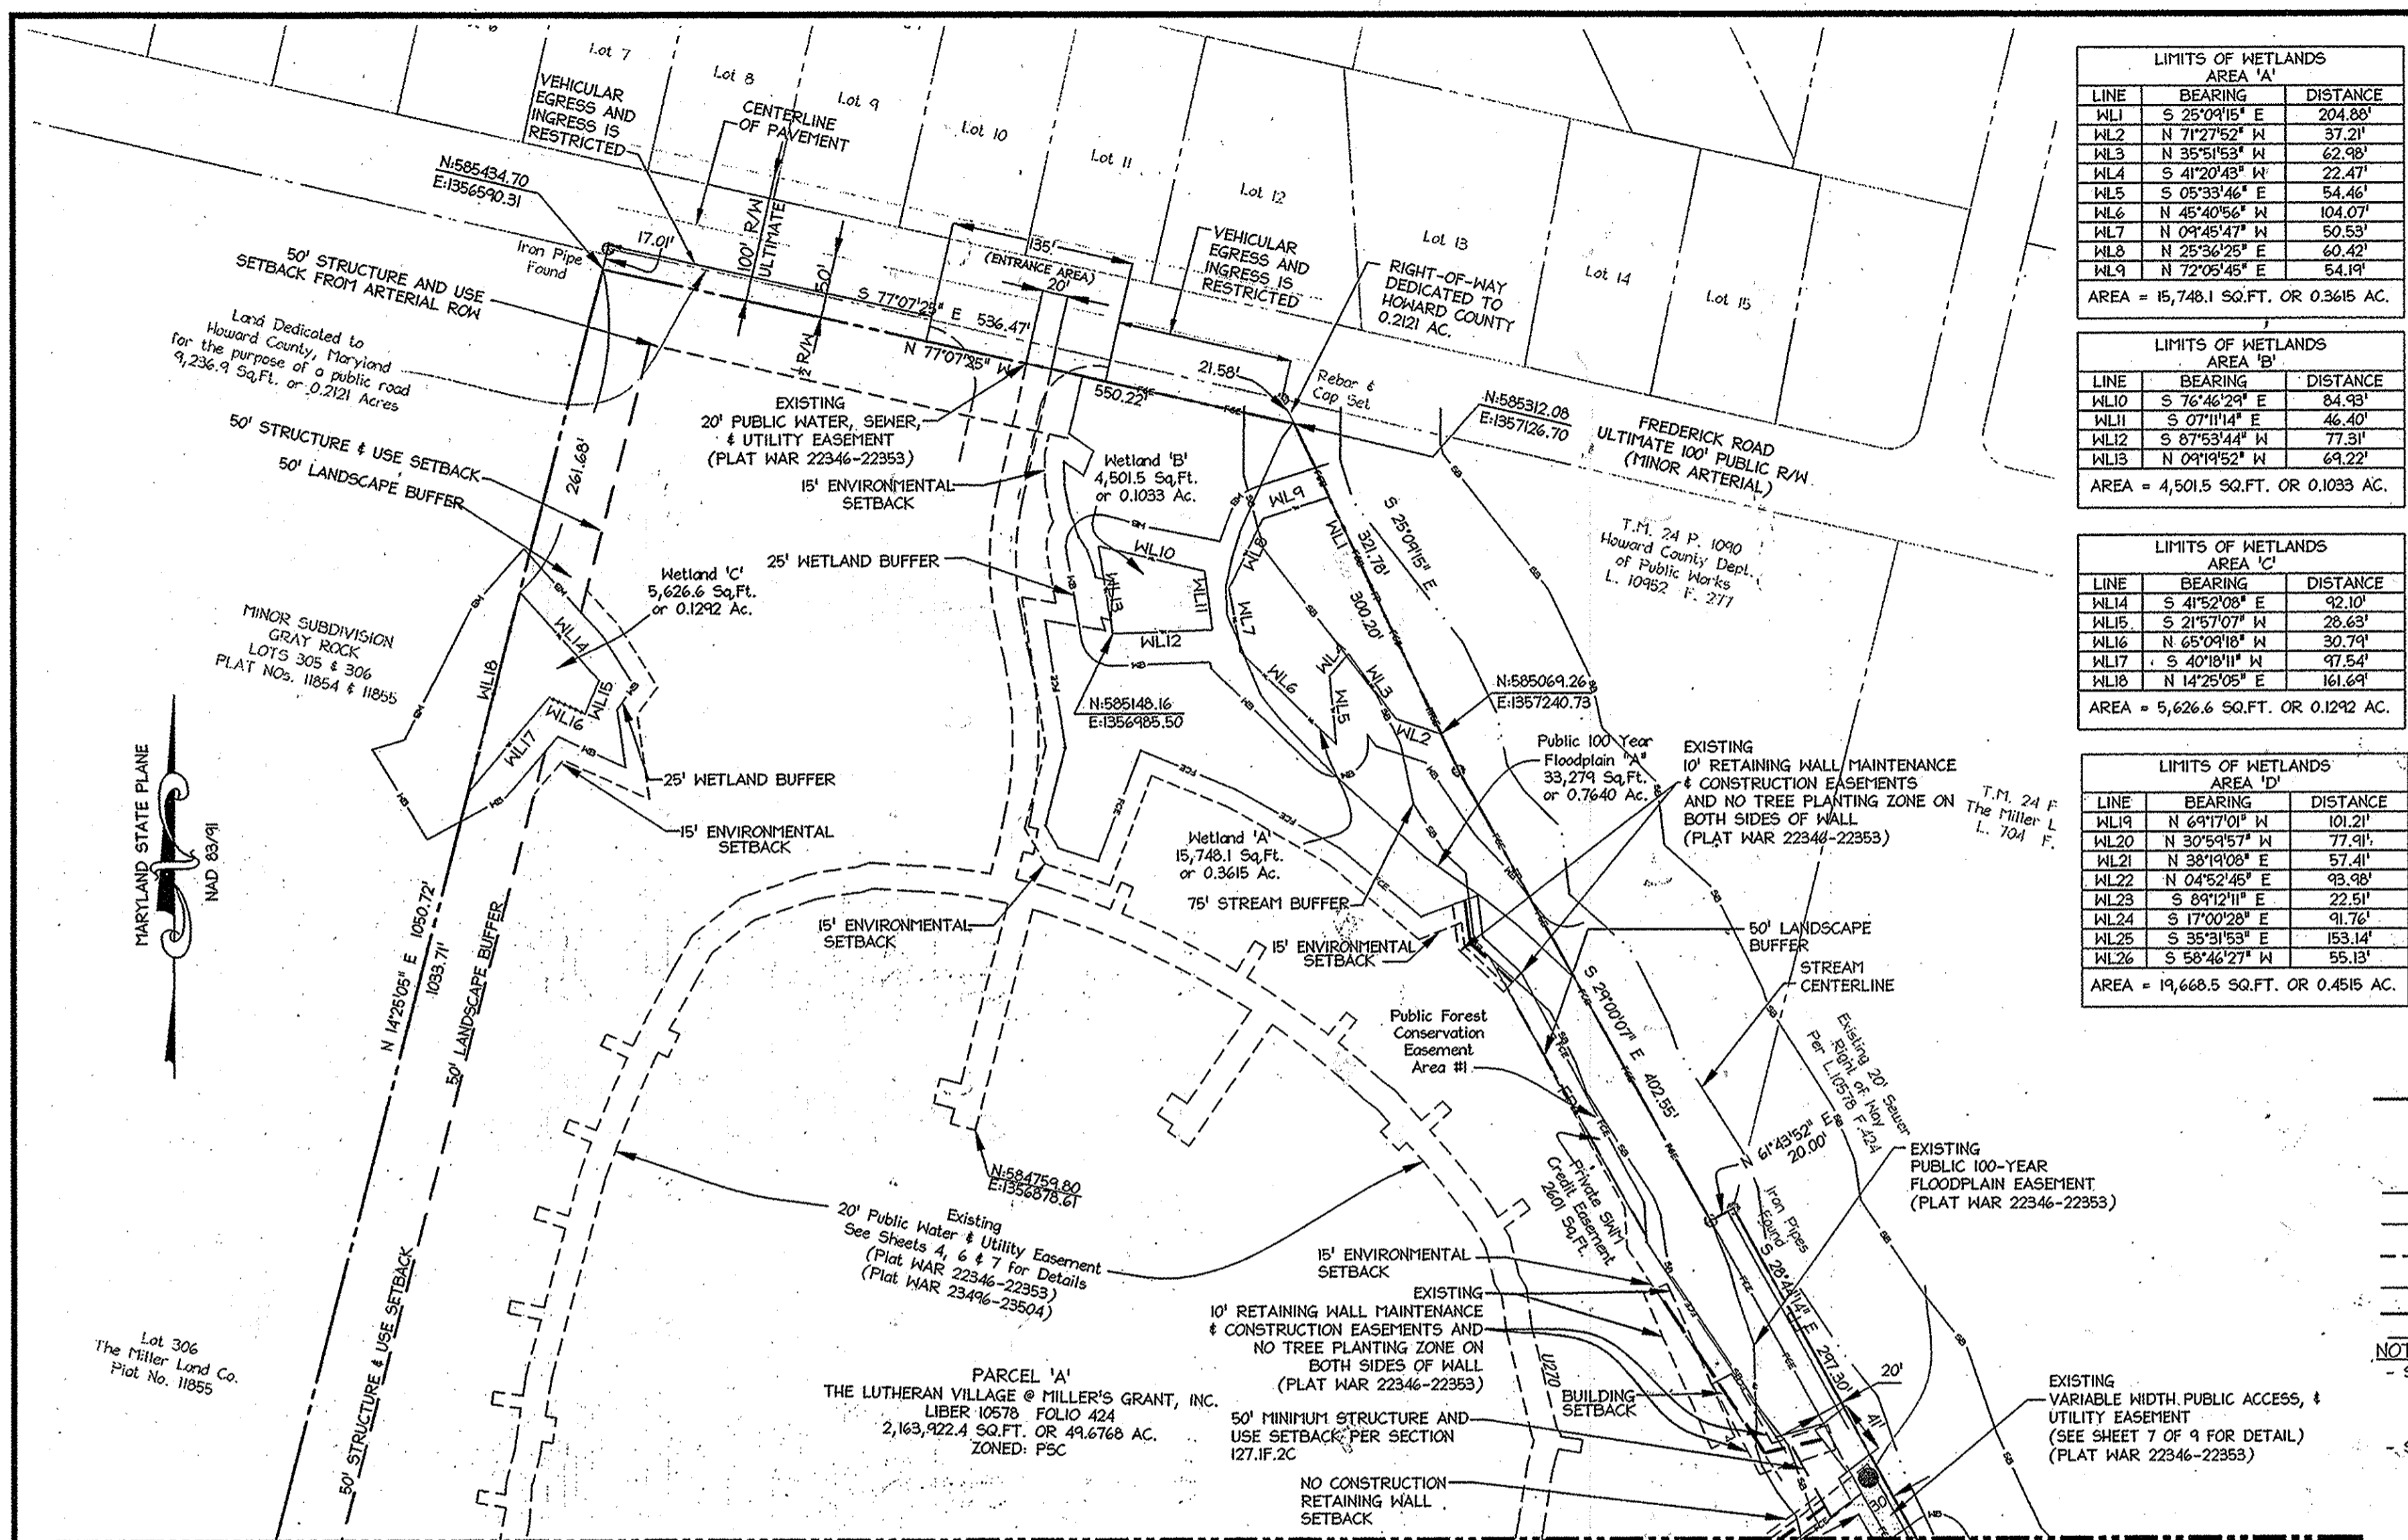 Lot 7
Lot 8
Lot 9
Lot 10
Lot 11
Lot 12
Lot 13
Lot 14
Lot 15
VEHICULAR
EGRESS AND
INGRESS IS
RESTRICTED
CENTERLINE
OF PAVEMENT
N:585434.70
E:1356590.31
Iron Pipe
Found
17.01'
100' R/W
ULTIMATE
50'
½ R/W
135'
(ENTRANCE AREA)
20'
S 77°07'25" E 536.47'
N 77°07'25" W
550.22'
VEHICULAR
EGRESS AND
INGRESS IS
RESTRICTED
RIGHT-OF-WAY
DEDICATED TO
HOWARD COUNTY
0.2121 AC.
21.58'
Rebar &
Cap Set
N:585312.08
E:1357126.70
FREDERICK ROAD
ULTIMATE 100' PUBLIC R/W
(MINOR ARTERIAL)
50' STRUCTURE AND USE
SETBACK FROM ARTERIAL ROW
Land Dedicated to
Howard County, Maryland
for the purpose of a public road
9,236.9 Sq.Ft. or 0.2121 Acres
50' STRUCTURE & USE SETBACK
50' LANDSCAPE BUFFER
261.68'
EXISTING
20' PUBLIC WATER, SEWER,
& UTILITY EASEMENT
(PLAT WAR 22346-22353)
15' ENVIRONMENTAL
SETBACK
Wetland 'B'
4,501.5 Sq.Ft.
or 0.1033 Ac.
25' WETLAND BUFFER
Wetland 'C'
5,626.6 Sq.Ft.
or 0.1292 Ac.
T.M. 24 P. 1090
Howard County Dept.
of Public Works
L. 10952 F. 277
S 25°09'15" E
321.78'
300.20'
WL1
WL2
WL3
WL4
WL5
WL6
WL7
WL8
WL9
WL10
WL11
WL12
WL13
WL14
WL15
WL16
WL17
WL18
MINOR SUBDIVISION
GRAY ROCK
LOTS 305 & 306
PLAT NOs. 11854 & 11855
N:585148.16
E:1356985.50
N:585069.26
E:1357240.73
MARYLAND STATE PLANE
NAD 83/91
25' WETLAND BUFFER
15' ENVIRONMENTAL
SETBACK
Public 100 Year
Floodplain "A"
33,279 Sq.Ft.
or 0.7640 Ac.
EXISTING
10' RETAINING WALL MAINTENANCE
& CONSTRUCTION EASEMENTS
AND NO TREE PLANTING ZONE ON
BOTH SIDES OF WALL
(PLAT WAR 22346-22353)
T.M. 24 P
The Miller L
L. 704 F.
Wetland 'A'
15,748.1 Sq.Ft.
or 0.3615 Ac.
75' STREAM BUFFER
15' ENVIRONMENTAL
SETBACK
15' ENVIRONMENTAL
SETBACK
50' LANDSCAPE
BUFFER
STREAM
CENTERLINE
N 14°25'05" E 1050.72'
1033.71'
50' LANDSCAPE BUFFER
50' STRUCTURE & USE SETBACK
Public Forest
Conservation
Easement
Area #1
S 29°00'07" E 402.55'
Existing 20' Sewer
Right of Way
Per L.10578 F.424
N 61°43'52" E
20.00'
EXISTING
PUBLIC 100-YEAR
FLOODPLAIN EASEMENT
(PLAT WAR 22346-22353)
Iron Pipes
Found
297.30'
Private SWM
Credit Easement
2601 Sq.Ft.
N:584759.80
E:1356878.61
Existing
20' Public Water & Utility Easement
See Sheets 4, 6 & 7 for Details
(Plat WAR 22346-22353)
(Plat WAR 23496-23504)
15' ENVIRONMENTAL
SETBACK
EXISTING
10' RETAINING WALL MAINTENANCE
& CONSTRUCTION EASEMENTS AND
NO TREE PLANTING ZONE ON
BOTH SIDES OF WALL
(PLAT WAR 22346-22353)
BUILDING
SETBACK
20'
41'
30'
U270
50' MINIMUM STRUCTURE AND
USE SETBACK PER SECTION
127.1F.2C
NO CONSTRUCTION
RETAINING WALL
SETBACK
EXISTING
VARIABLE WIDTH PUBLIC ACCESS, &
UTILITY EASEMENT
(SEE SHEET 7 OF 9 FOR DETAIL)
(PLAT WAR 22346-22353)
Lot 306
The Miller Land Co.
Plat No. 11855
PARCEL 'A'
THE LUTHERAN VILLAGE @ MILLER'S GRANT, INC.
LIBER 10578 FOLIO 424
2,163,922.4 SQ.FT. OR 49.6768 AC.
ZONED: PSC
LIMITS OF WETLANDS
AREA 'A'
LINE BEARING DISTANCE
WL1 S 25°09'15" E 204.88'
WL2 N 71°27'52" W 37.21'
WL3 N 35°51'53" W 62.98'
WL4 S 41°20'43" W 22.47'
WL5 S 05°33'46" E 54.46'
WL6 N 45°40'56" W 104.07'
WL7 N 09°45'47" W 50.53'
WL8 N 25°36'25" E 60.42'
WL9 N 72°05'45" E 54.19'
AREA = 15,748.1 SQ.FT. OR 0.3615 AC.
LIMITS OF WETLANDS
AREA 'B'
LINE BEARING DISTANCE
WL10 S 76°46'29" E 84.93'
WL11 S 07°11'14" E 46.40'
WL12 S 87°53'44" W 77.31'
WL13 N 09°19'52" W 69.22'
AREA = 4,501.5 SQ.FT. OR 0.1033 AC.
LIMITS OF WETLANDS
AREA 'C'
LINE BEARING DISTANCE
WL14 S 41°52'08" E 92.10'
WL15 S 21°57'07" W 28.63'
WL16 N 65°09'18" W 30.79'
WL17 S 40°18'11" W 97.54'
WL18 N 14°25'05" E 161.69'
AREA = 5,626.6 SQ.FT. OR 0.1292 AC.
LIMITS OF WETLANDS
AREA 'D'
LINE BEARING DISTANCE
WL19 N 69°17'01" W 101.21'
WL20 N 30°59'57" W 77.91'
WL21 N 38°19'08" E 57.41'
WL22 N 04°52'45" E 93.98'
WL23 S 89°12'11" E 22.51'
WL24 S 17°00'28" E 91.76'
WL25 S 35°31'53" E 153.14'
WL26 S 58°46'27" W 55.13'
AREA = 19,668.5 SQ.FT. OR 0.4515 AC.
NOT